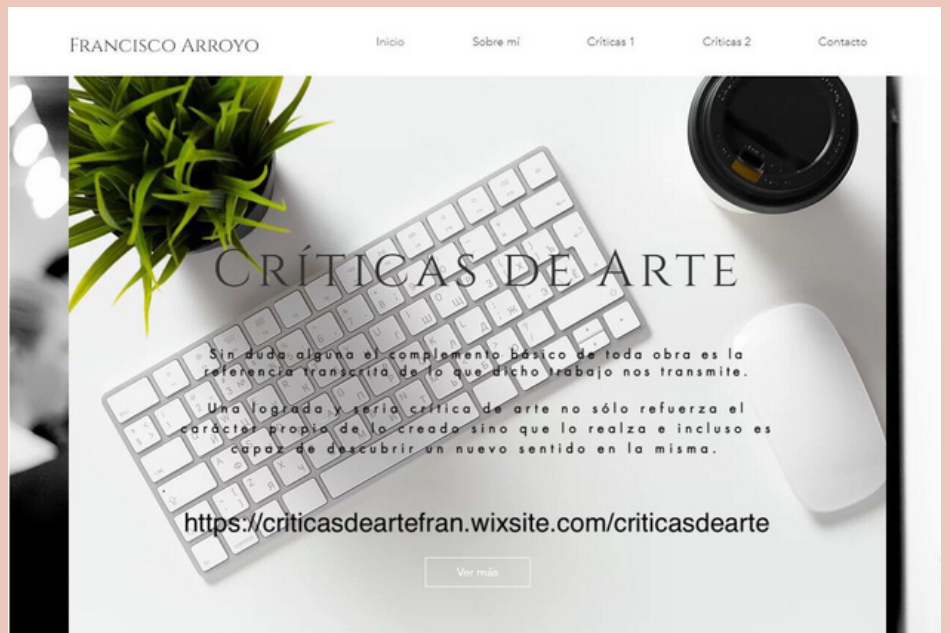 Francisco Arroyo
Inicio Sobre mí Críticas 1 Críticas 2 Contacto
Críticas de Arte
Sin duda alguna el complemento básico de toda obra es la
referencia transcrita de lo que dicho trabajo nos transmite.
Una lograda y seria crítica de arte no sólo refuerza el
carácter propio de lo creado sino que lo realza e incluso es
capaz de descubrir un nuevo sentido en la misma.
https://criticasdeartefran.wixsite.com/criticasdearte
Ver más